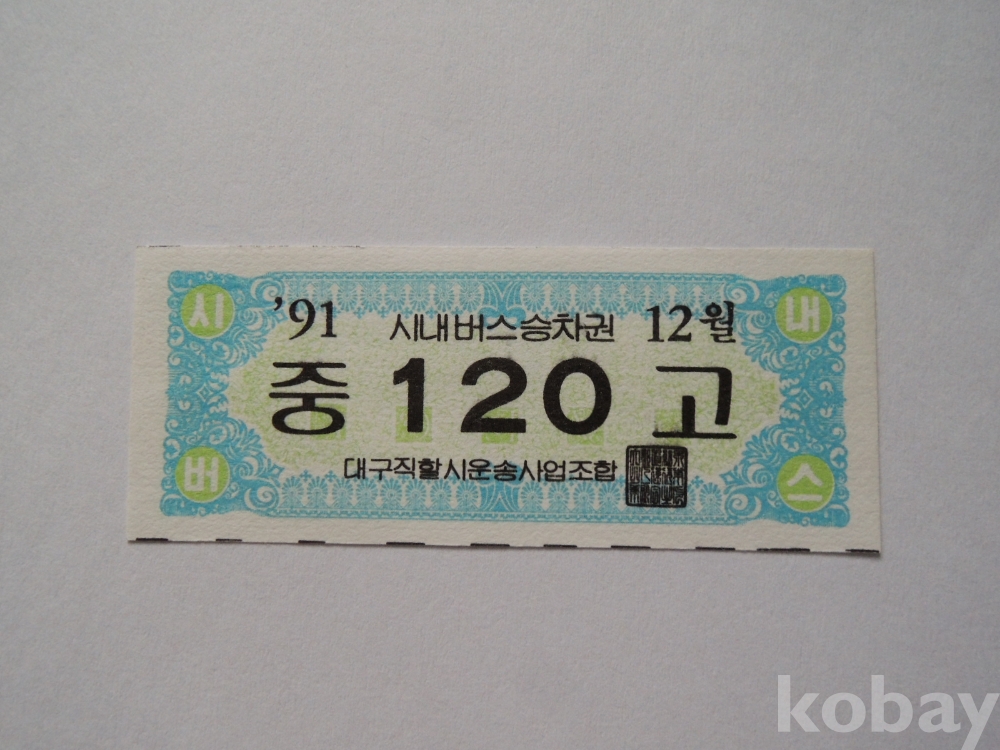 시 내
'91 시내버스승차권 12월
중 120 고
버 스
대구직할시운송사업조합
kobay